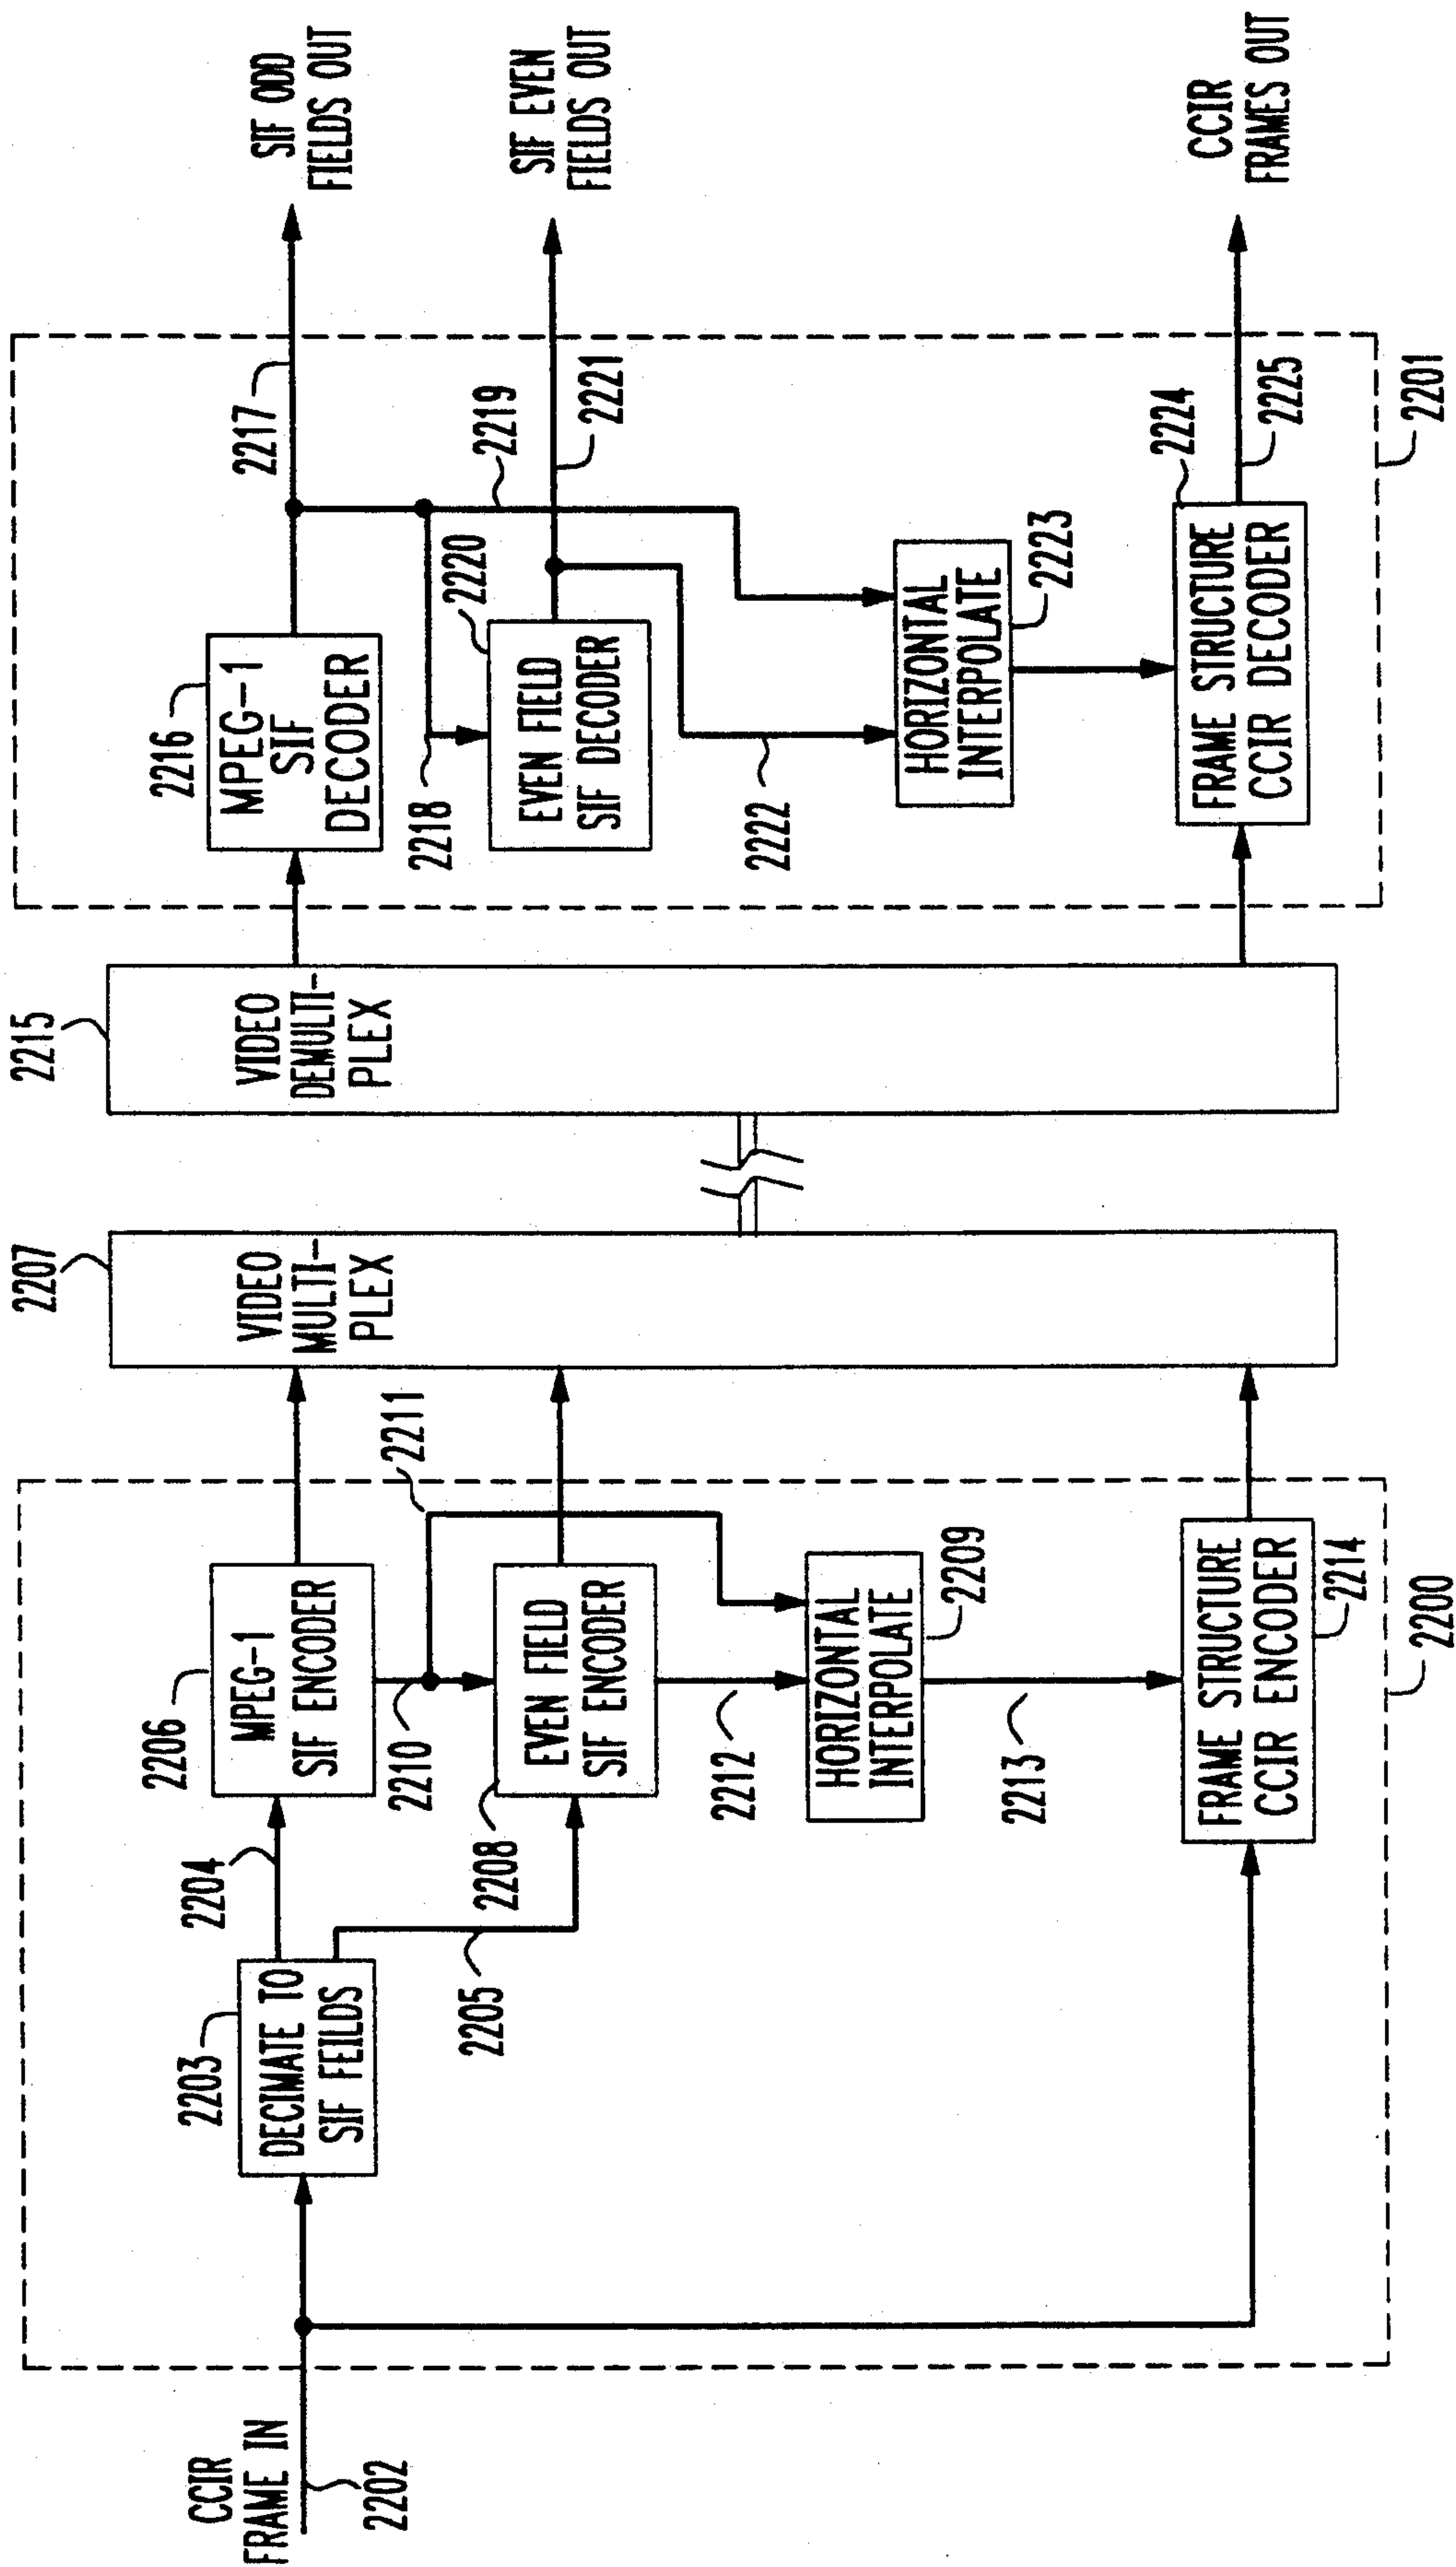 CCIR
FRAME IN
2202
2203
DECIMATE TO
SIF FEILDS
2204
2205
2206
MPEG-1
SIF ENCODER
2210
2211
2208
EVEN FIELD
SIF ENCODER
2212
HORIZONTAL
INTERPOLATE
2209
2213
FRAME STRUCTURE
CCIR ENCODER
2214
2200
2207
VIDEO
MULTI-
PLEX
2215
VIDEO
DEMULTI-
PLEX
2216
MPEG-1
SIF
DECODER
2217
2218
2219
2220
EVEN FIELD
SIF DECODER
2221
2222
HORIZONTAL
INTERPOLATE
2223
2224
FRAME STRUCTURE
CCIR DECODER
2225
2201
SIF ODD
FIELDS OUT
SIF EVEN
FIELDS OUT
CCIR
FRAMES OUT